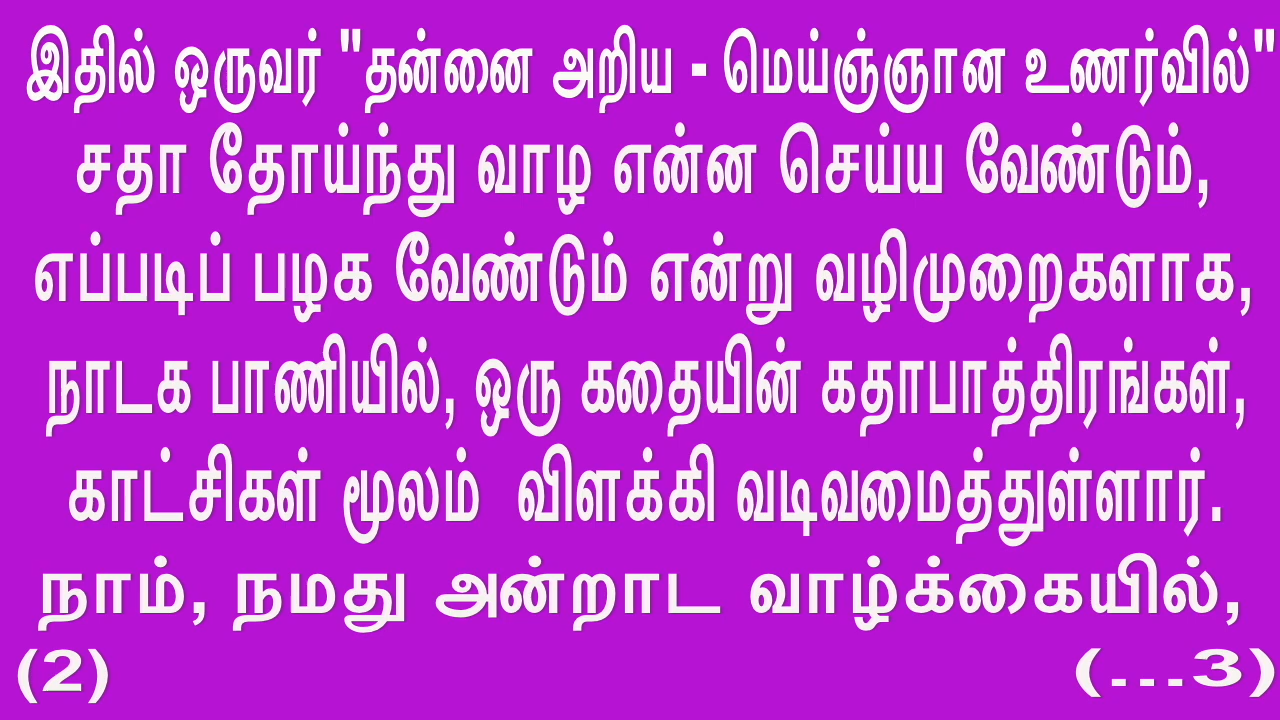 இதில் ஒருவர் "தன்னை அறிய - மெய்ஞ்ஞான உணர்வில்"
சதா தோய்ந்து வாழ என்ன செய்ய வேண்டும்,
எப்படிப் பழக வேண்டும் என்று வழிமுறைகளாக,
நாடக பாணியில், ஒரு கதையின் கதாபாத்திரங்கள்,
காட்சிகள் மூலம் விளக்கி வடிவமைத்துள்ளார்.
நாம், நமது அன்றாட வாழ்க்கையில்,
(2) (...3)